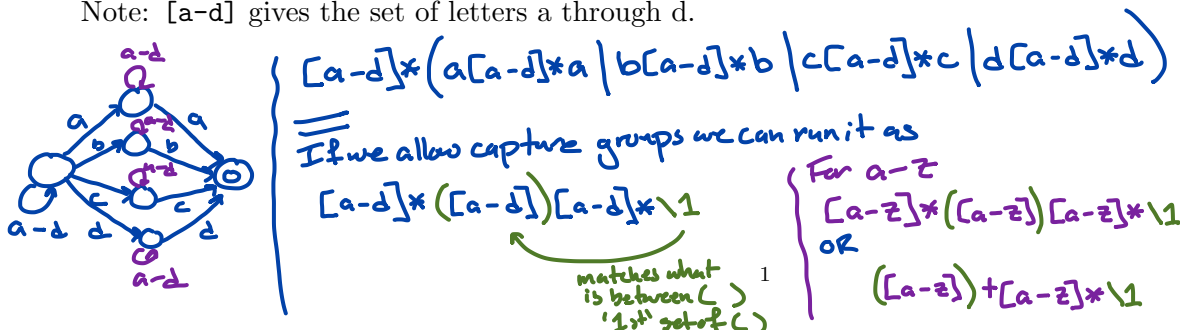 Note: [a-d] gives the set of letters a through d.
[a-d]*(a[a-d]*a|b[a-d]*b|c[a-d]*c|d[a-d]*d)
If we allow capture groups we can run it as
[a-d]*([a-d])[a-d]*\1
matches what
is between ( )
'1st' set of ( )
For a-z
[a-z]*([a-z])[a-z]*\1
OR
([a-z])+[a-z]*\1
a-d
a
a
a-d
b
b
a-d
c
c
a-d
d
d
a-d
1